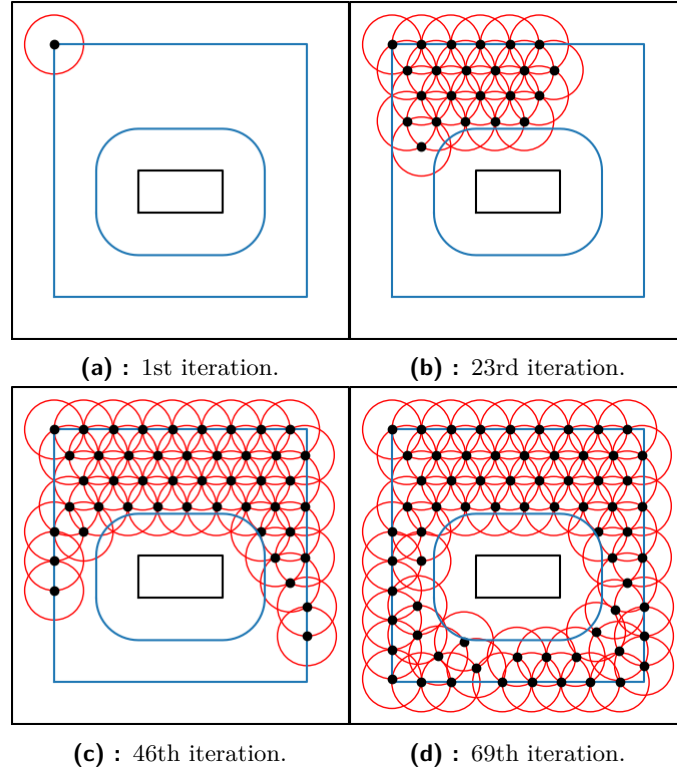 (a) : 1st iteration.
(b) : 23rd iteration.
(c) : 46th iteration.
(d) : 69th iteration.